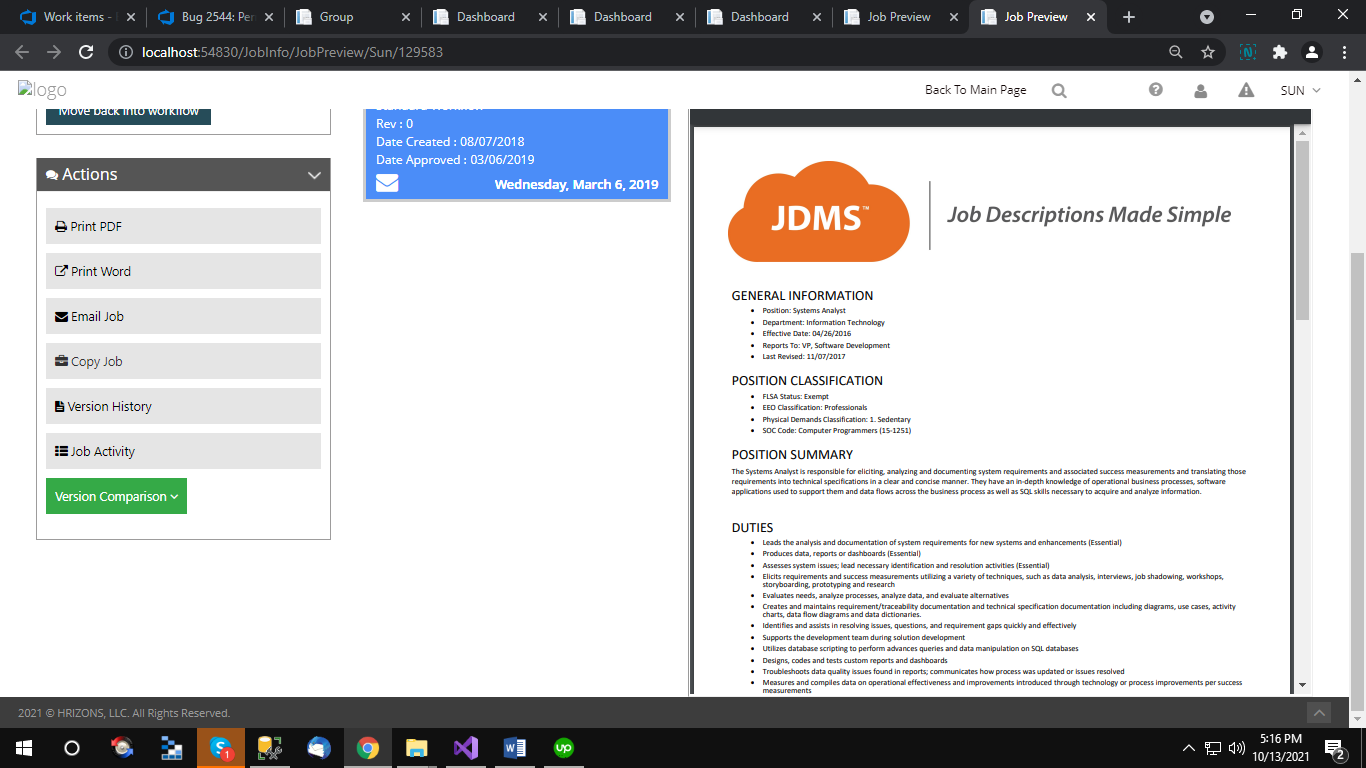 Work items -
Bug 2544: Per
Group
Dashboard
Dashboard
Dashboard
Job Preview
Job Preview
localhost:54830/JobInfo/JobPreview/Sun/129583
logo
Back To Main Page
SUN
Move back into workflow
Actions
Print PDF
Print Word
Email Job
Copy Job
Version History
Job Activity
Version Comparison
Standard Workflow
Rev : 0
Date Created : 08/07/2018
Date Approved : 03/06/2019
Wednesday, March 6, 2019
JDMS™
Job Descriptions Made Simple
GENERAL INFORMATION
• Position: Systems Analyst
• Department: Information Technology
• Effective Date: 04/26/2016
• Reports To: VP, Software Development
• Last Revised: 11/07/2017
POSITION CLASSIFICATION
• FLSA Status: Exempt
• EEO Classification: Professionals
• Physical Demands Classification: 1. Sedentary
• SOC Code: Computer Programmers (15-1251)
POSITION SUMMARY
The Systems Analyst is responsible for eliciting, analyzing and documenting system requirements and associated success measurements and translating those
requirements into technical specifications in a clear and concise manner. They have an in-depth knowledge of operational business processes, software
applications used to support them and data flows across the business process as well as SQL skills necessary to acquire and analyze information.
DUTIES
• Leads the analysis and documentation of system requirements for new systems and enhancements (Essential)
• Produces data, reports or dashboards (Essential)
• Assesses system issues; lead necessary identification and resolution activities (Essential)
• Elicits requirements and success measurements utilizing a variety of techniques, such as data analysis, interviews, job shadowing, workshops,
storyboarding, prototyping and research
• Evaluates needs, analyze processes, analyze data, and evaluate alternatives
• Creates and maintains requirement/traceability documentation and technical specification documentation including diagrams, use cases, activity
charts, data flow diagrams and data dictionaries.
• Identifies and assists in resolving issues, questions, and requirement gaps quickly and effectively
• Supports the development team during solution development
• Utilizes database scripting to perform advances queries and data manipulation on SQL databases
• Designs, codes and tests custom reports and dashboards
• Troubleshoots data quality issues found in reports; communicates how process was updated or issues resolved
• Measures and compiles data on operational effectiveness and improvements introduced through technology or process improvements per success
measurements
2021 © HRIZONS, LLC. All Rights Reserved.
1
up
5:16 PM
10/13/2021
2